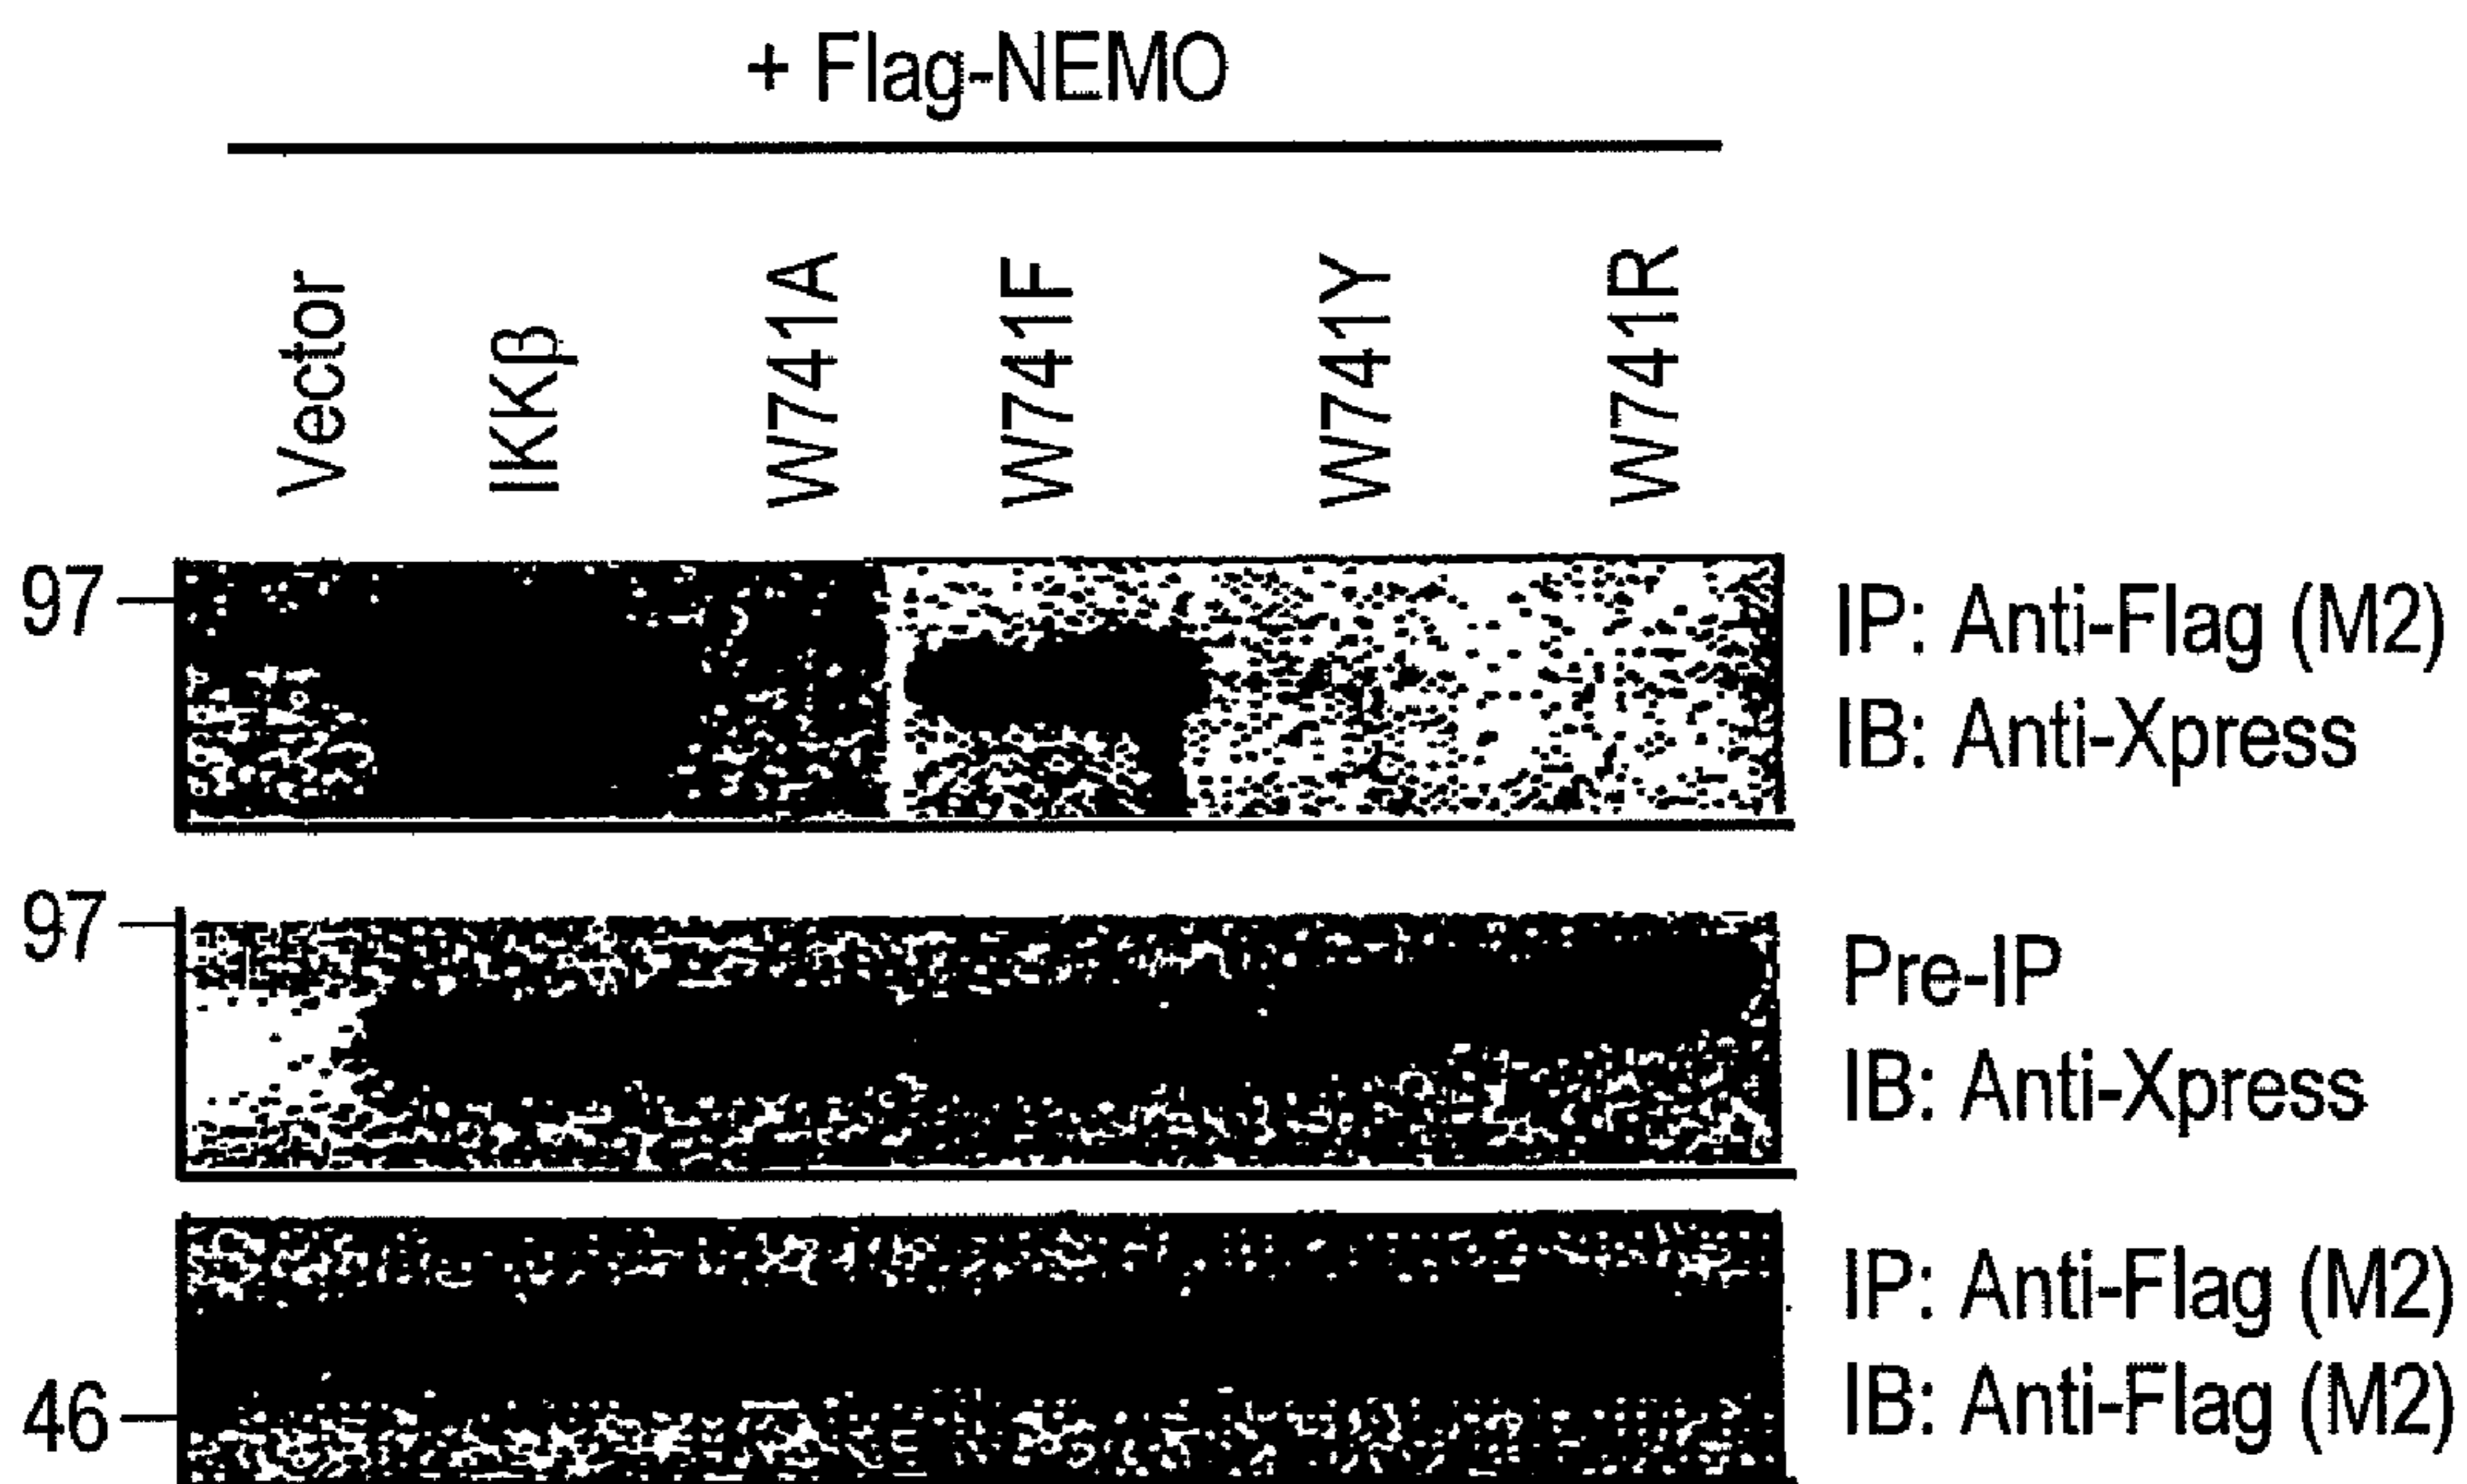 + Flag-NEMO
Vector IKKβ W741A W741F W741Y W741R
97
IP: Anti-Flag (M2)
IB: Anti-Xpress
97
Pre-IP
IB: Anti-Xpress
IP: Anti-Flag (M2)
46
IB: Anti-Flag (M2)